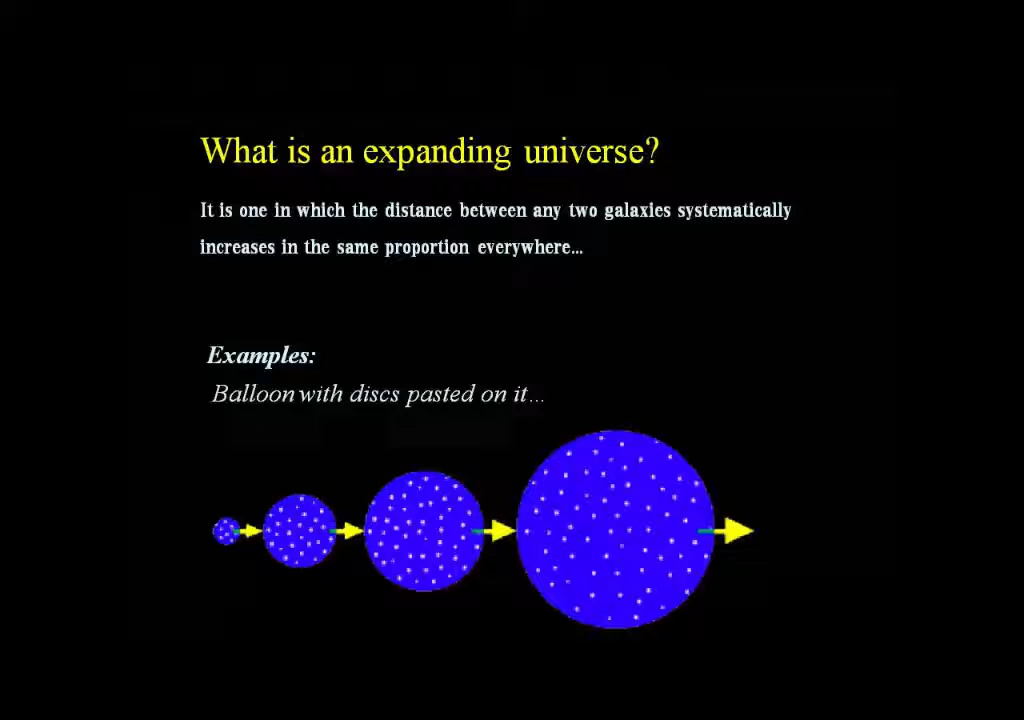 What is an expanding universe?
It is one in which the distance between any two galaxies systematically
increases in the same proportion everywhere...
Examples:
Balloon with discs pasted on it...